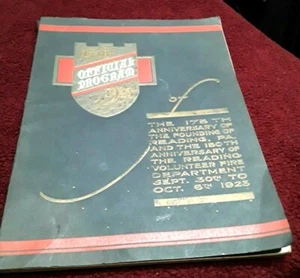 OFFICIAL
PROGRAM
OF
THE 175TH
ANNIVERSARY OF
THE FOUNDING OF
READING, PA.
AND THE 150TH
ANNIVERSARY OF
THE READING
VOLUNTEER FIRE
DEPARTMENT
SEPT. 30TH TO
OCT. 6TH 1923